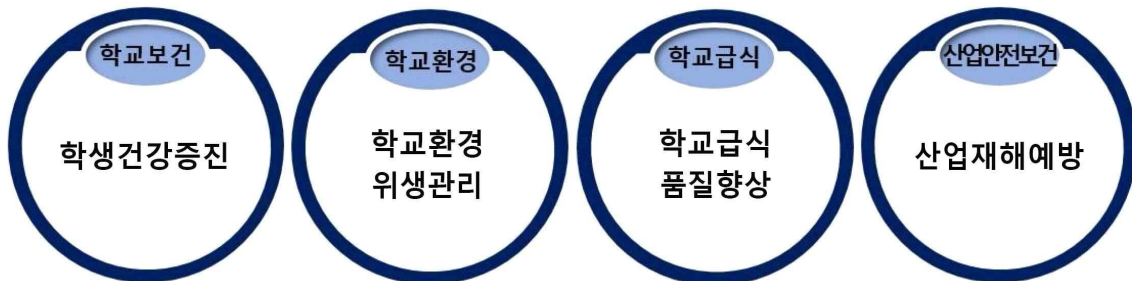 학교보건
학생건강증진
학교환경
학교환경
위생관리
학교급식
학교급식
품질향상
산업안전보건
산업재해예방